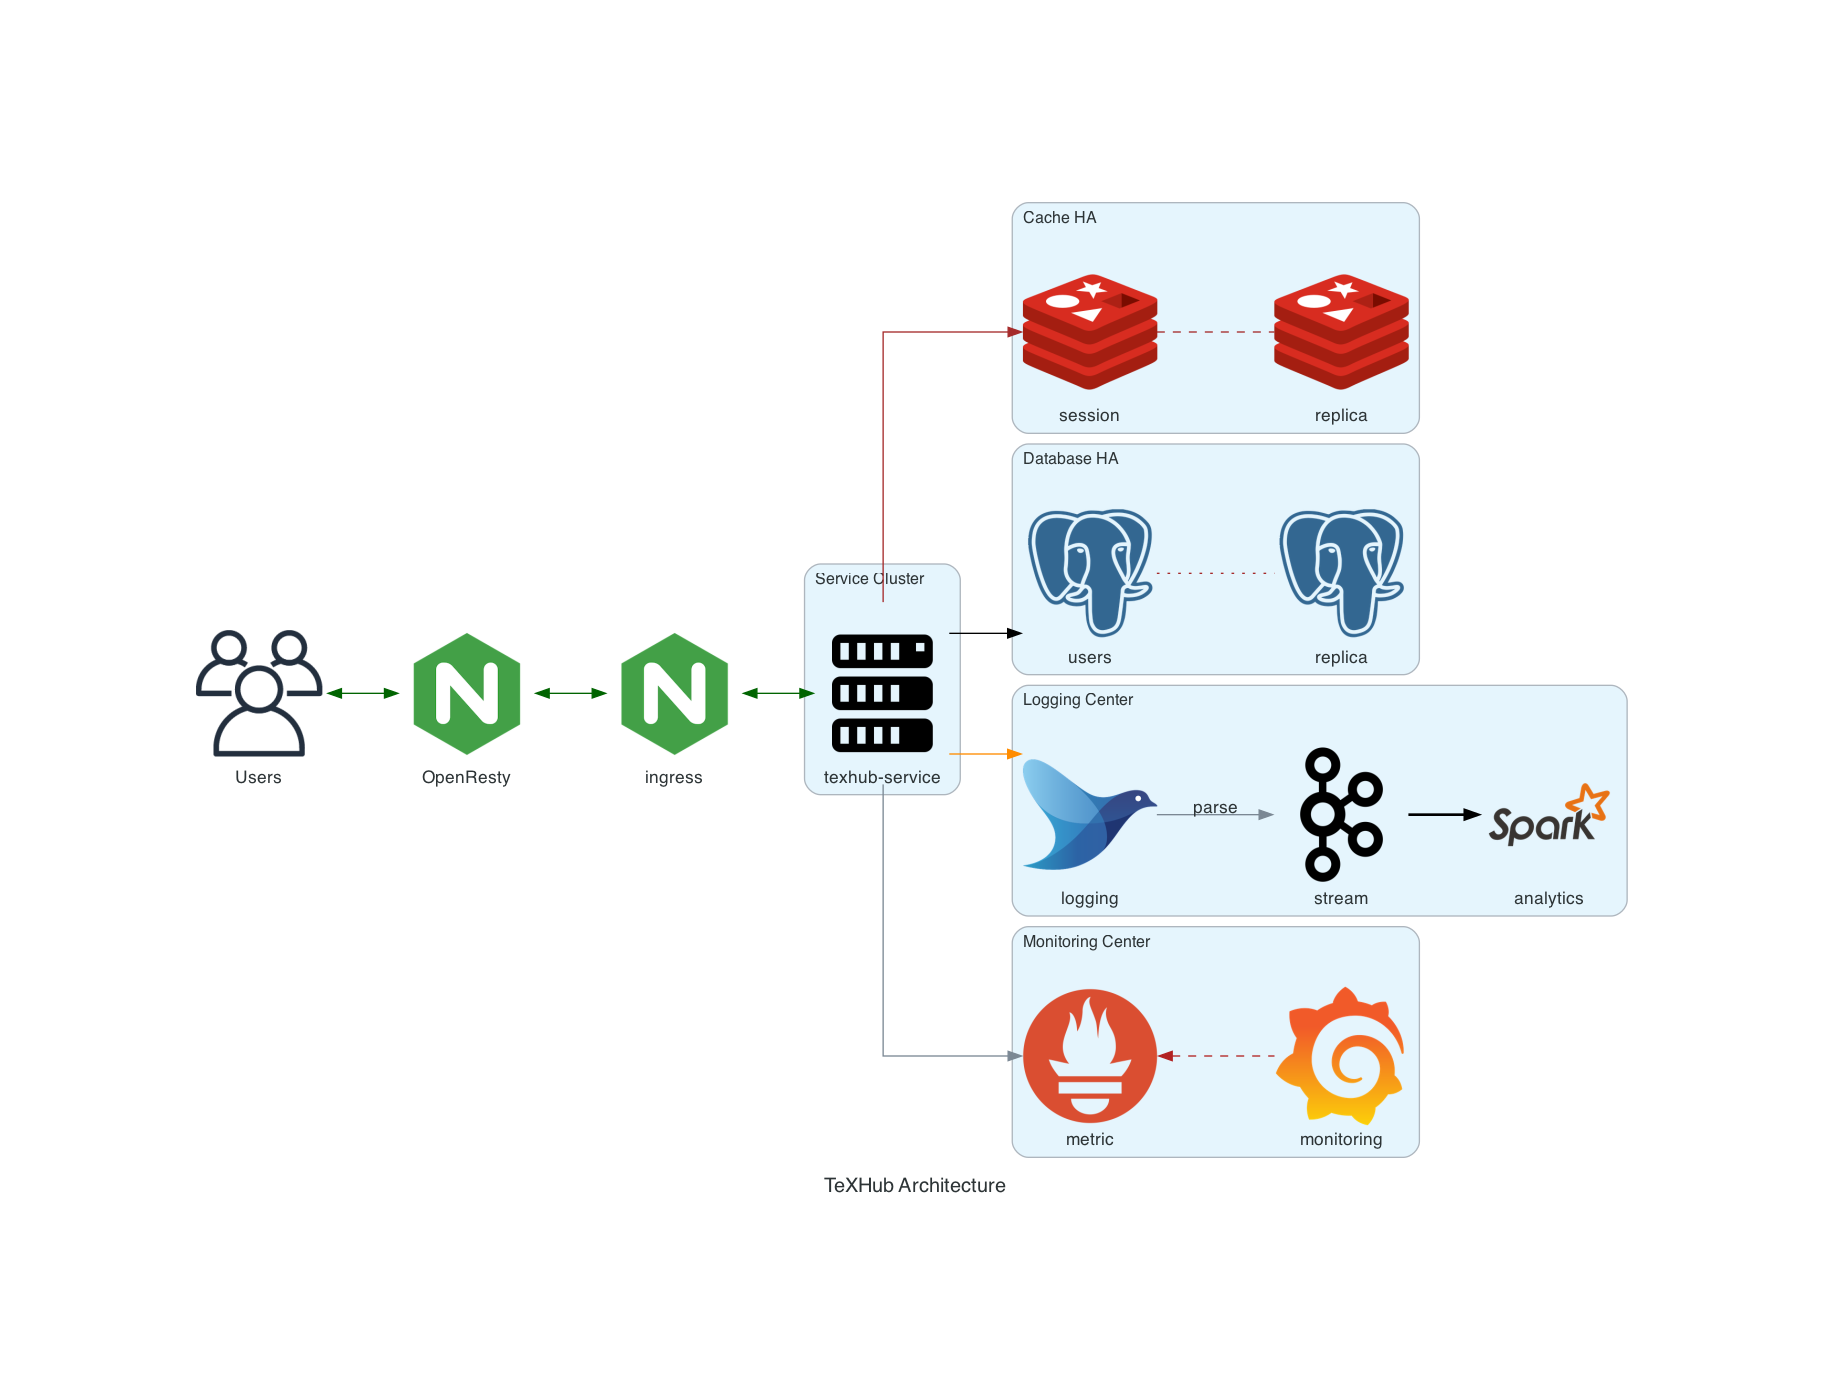 Cache HA
session
replica
Database HA
users
replica
Service Cluster
texhub-service
Users
OpenResty
ingress
Logging Center
parse
logging
stream
Spark
analytics
Monitoring Center
metric
monitoring
TeXHub Architecture